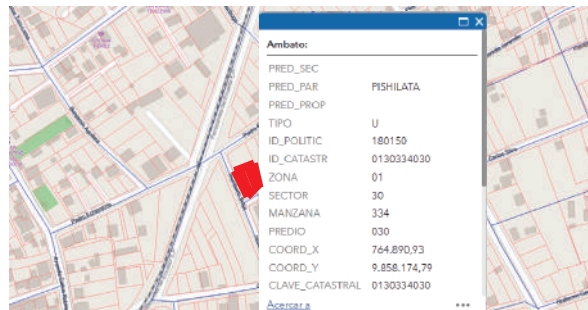 Ambato:
PRED_SEC
PRED_PAR PISHILATA
PRED_PROP
TIPO U
ID_POLITIC 180150
ID_CATASTR 0130334030
ZONA 01
SECTOR 30
MANZANA 334
PREDIO 030
COORD_X 764.890,93
COORD_Y 9.858.174,79
CLAVE_CATASTRAL 0130334030
Acercar a